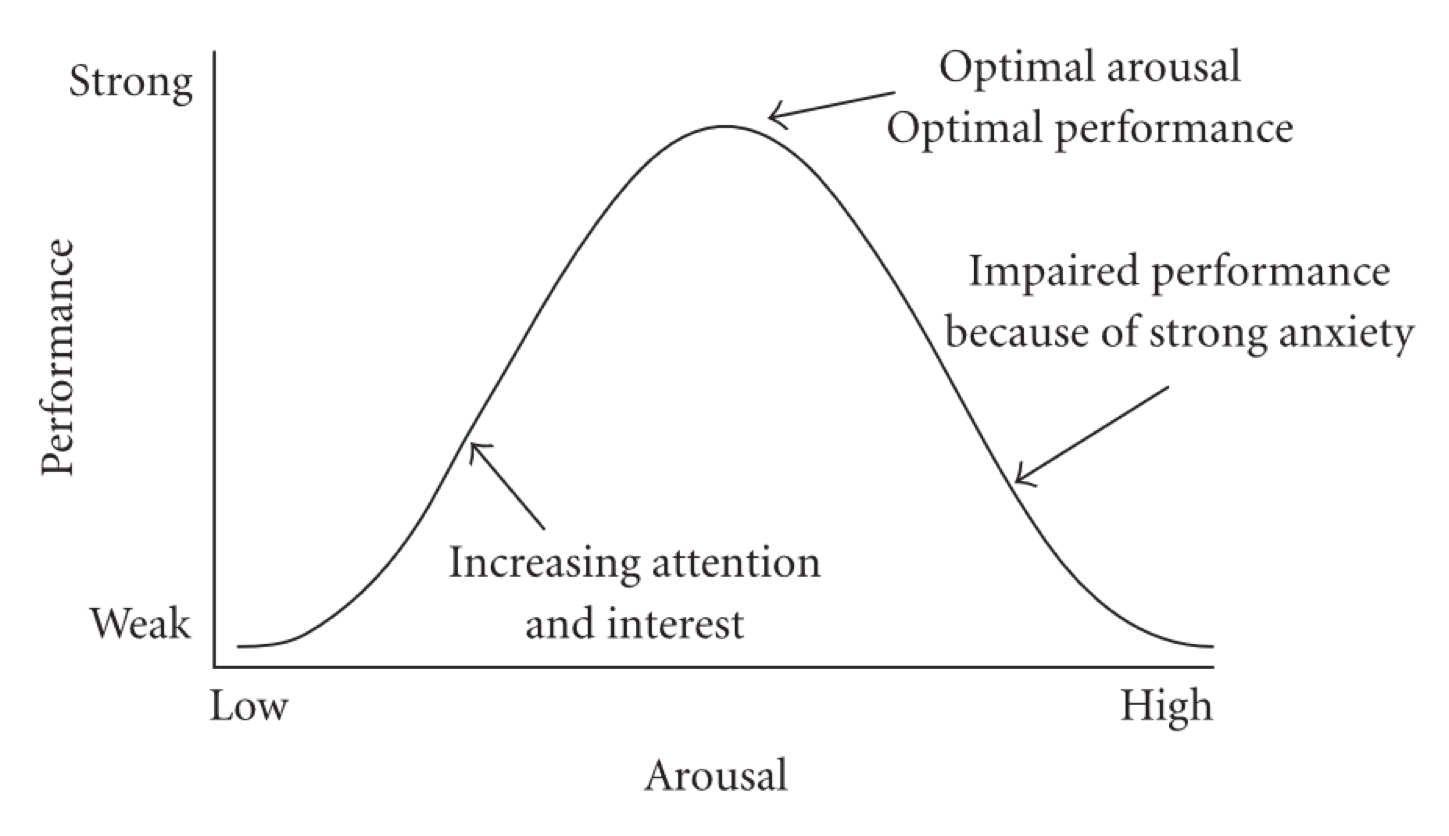 Strong
Optimal arousal
Optimal performance
Impaired performance
because of strong anxiety
Performance
Increasing attention
and interest
Weak
Low
High
Arousal